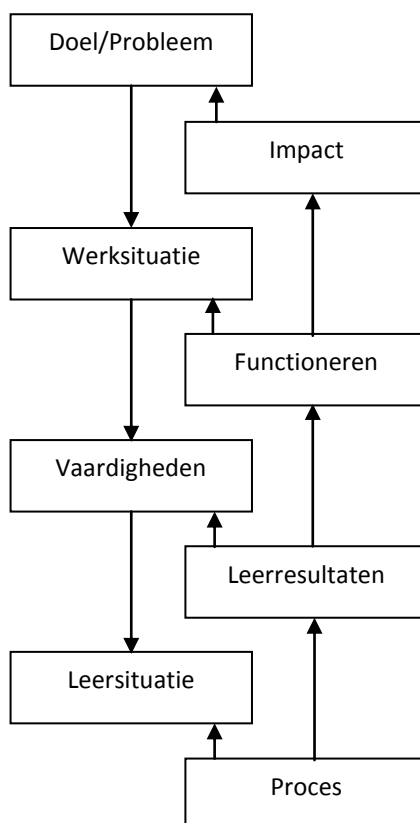 Doel/Probleem
Impact
Werksituatie
Functioneren
Vaardigheden
Leerresultaten
Leersituatie
Proces